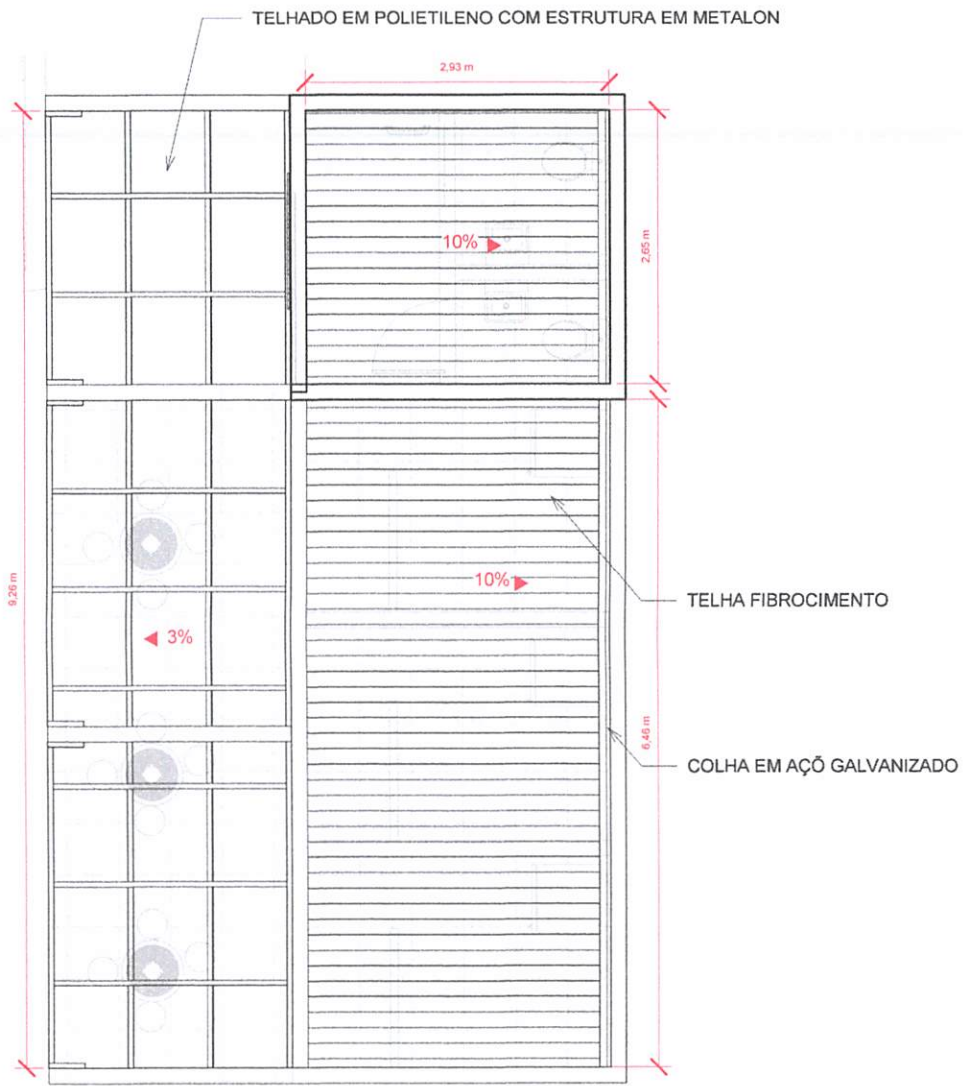 TELHADO EM POLIETILENO COM ESTRUTURA EM METALON
2,93 m
10%
2,65 m
9,26 m
10%
TELHA FIBROCIMENTO
3%
6,46 m
COLHA EM AÇÕ GALVANIZADO